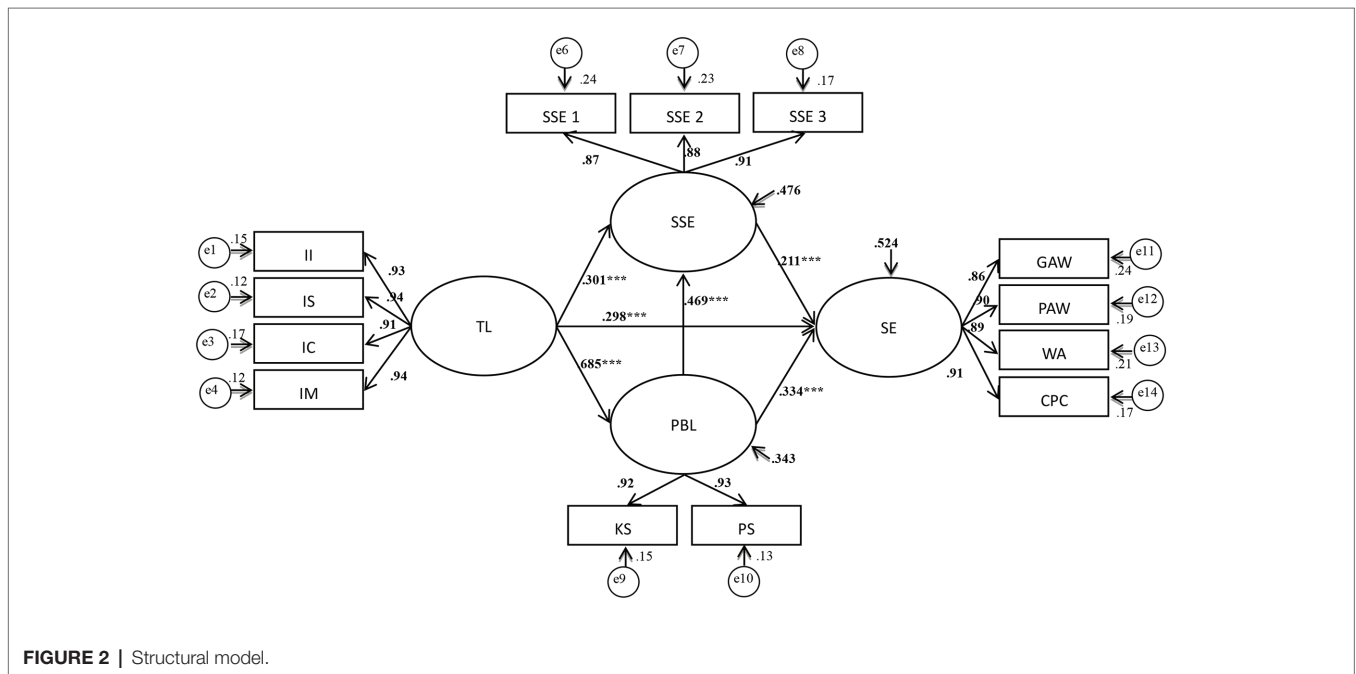 e6 e7 e8
.24 .23 .17
SSE 1 SSE 2 SSE 3
.87 .88 .91
SSE .476
e1 .15 II .93
e2 .12 IS .94
e3 .17 IC .91
e4 .12 IM .94
TL
.301*** .469*** .211***
.298***
685*** .334***
.524
SE
.86 GAW e11 .24
.90 PAW e12 .19
.89 WA e13 .21
.91 CPC e14 .17
PBL .343
.92 .93
KS PS
.15 .13
e9 e10
FIGURE 2 | Structural model.